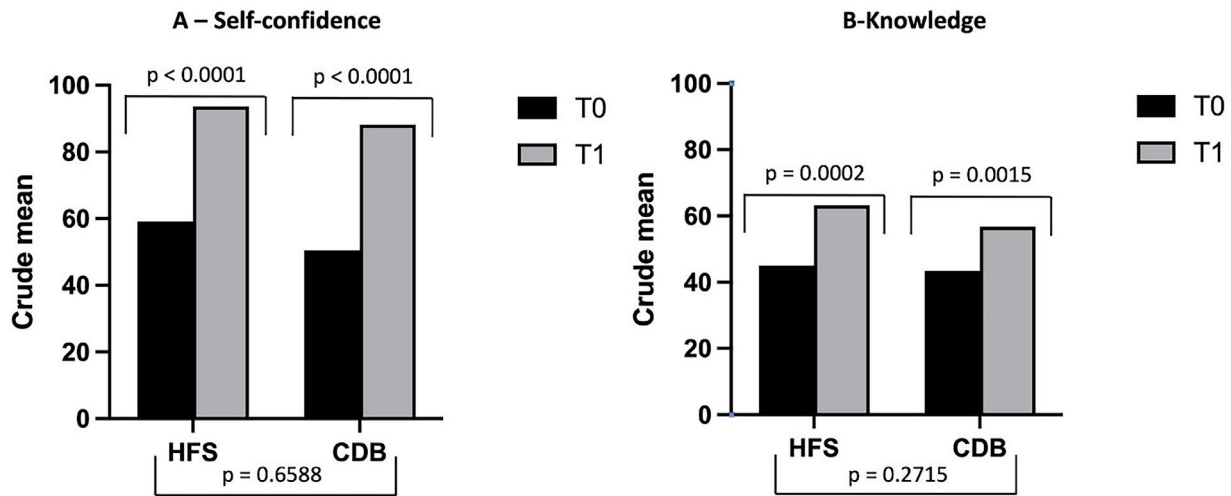 A – Self-confidence
p < 0.0001
p < 0.0001
100
80
60
40
20
0
Crude mean
T0
T1
HFS
CDB
p = 0.6588
B-Knowledge
100
80
60
40
20
0
Crude mean
p = 0.0002
p = 0.0015
T0
T1
HFS
CDB
p = 0.2715